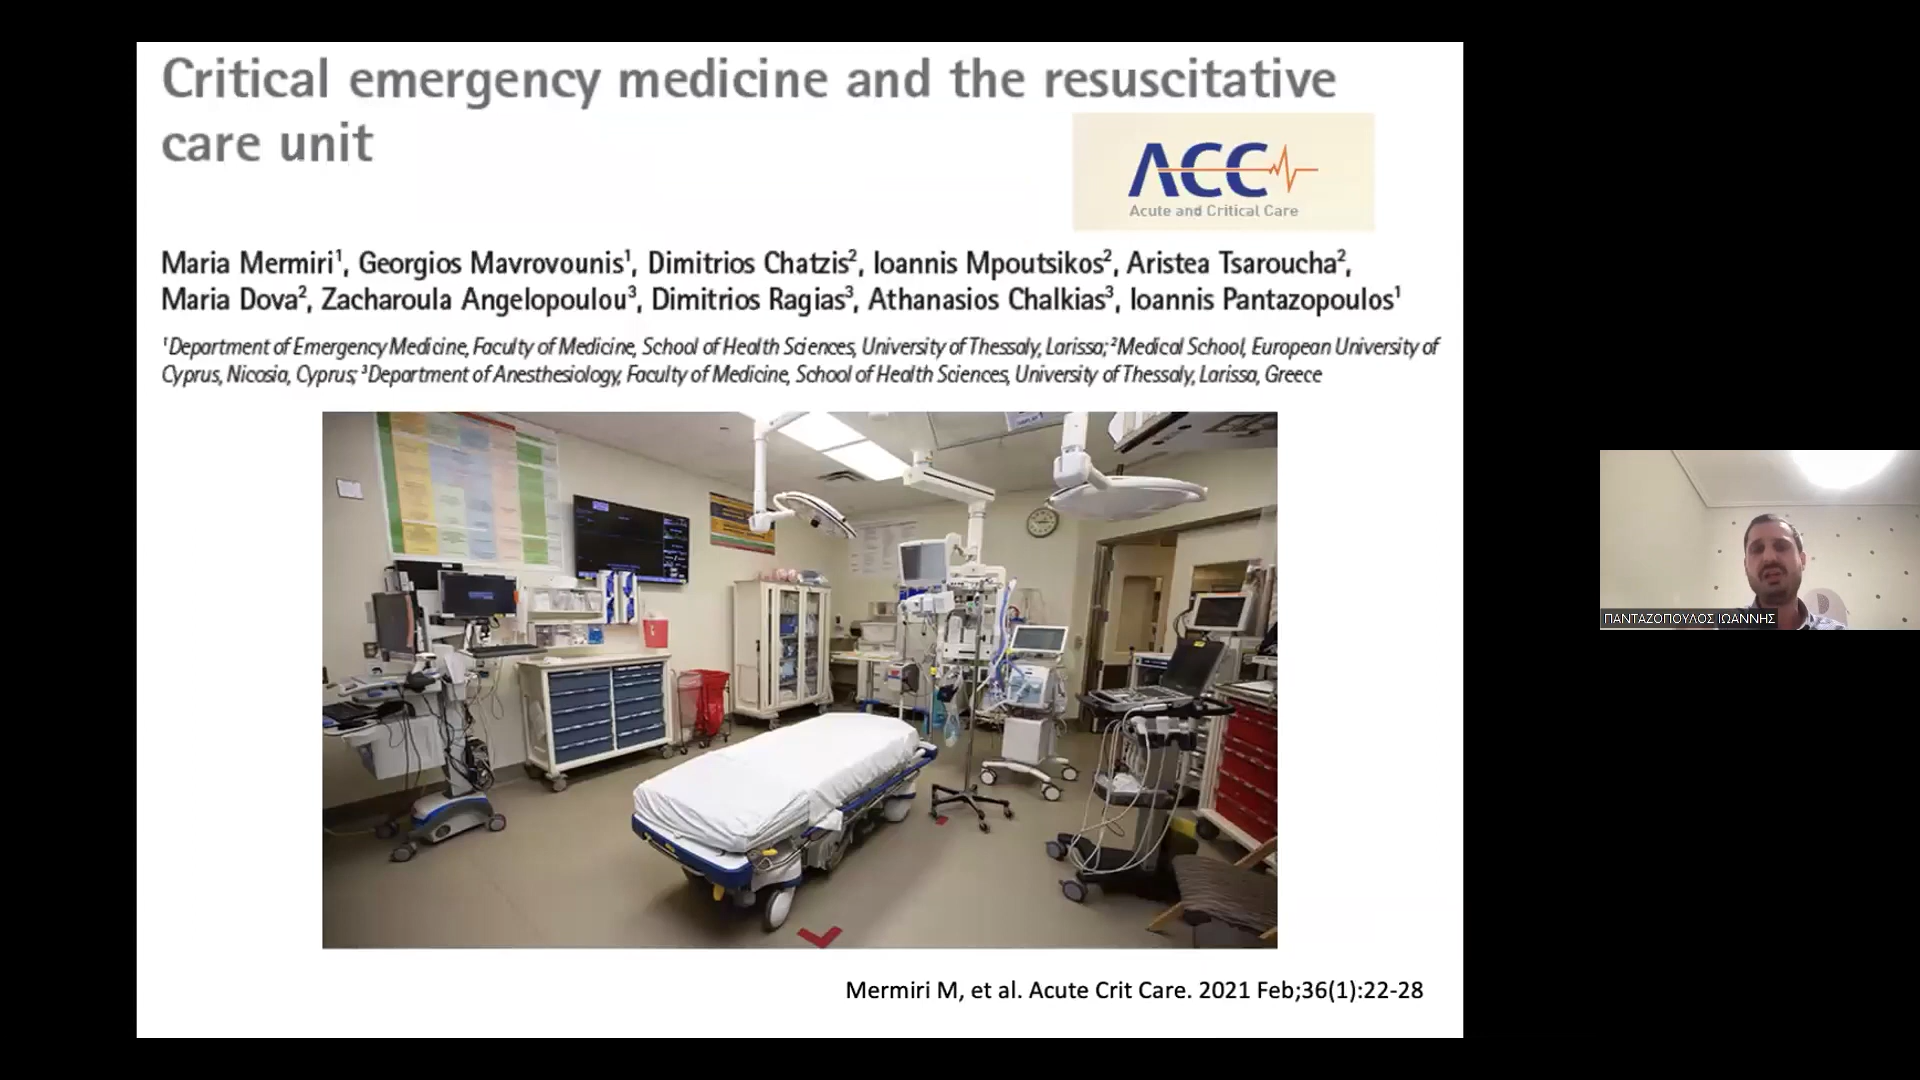 Critical emergency medicine and the resuscitative
care unit
ACC
Acute and Critical Care
Maria Mermiri¹, Georgios Mavrovounis¹, Dimitrios Chatzis², Ioannis Mpoutsikos², Aristea Tsaroucha²,
Maria Dova², Zacharoula Angelopoulou³, Dimitrios Ragias³, Athanasios Chalkias³, Ioannis Pantazopoulos¹
¹Department of Emergency Medicine, Faculty of Medicine, School of Health Sciences, University of Thessaly, Larissa; ²Medical School, European University of
Cyprus, Nicosia, Cyprus; ³Department of Anesthesiology, Faculty of Medicine, School of Health Sciences, University of Thessaly, Larissa, Greece
Mermiri M, et al. Acute Crit Care. 2021 Feb;36(1):22-28
ΠΑΝΤΑΖΟΠΟΥΛΟΣ ΙΩΑΝΝΗΣ